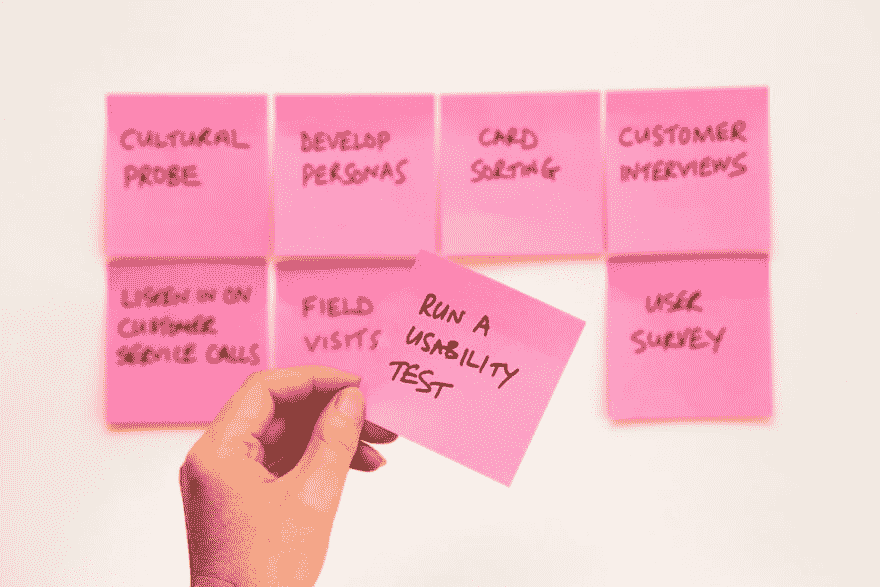 CULTURAL
PROBE
DEVELOP
PERSONAS
CARD
SORTING
CUSTOMER
INTERVIEWS
LISTEN IN ON
CUSTOMER
SERVICE CALLS
FIELD
VISITS
RUN A
USABILITY
TEST
USER
SURVEY